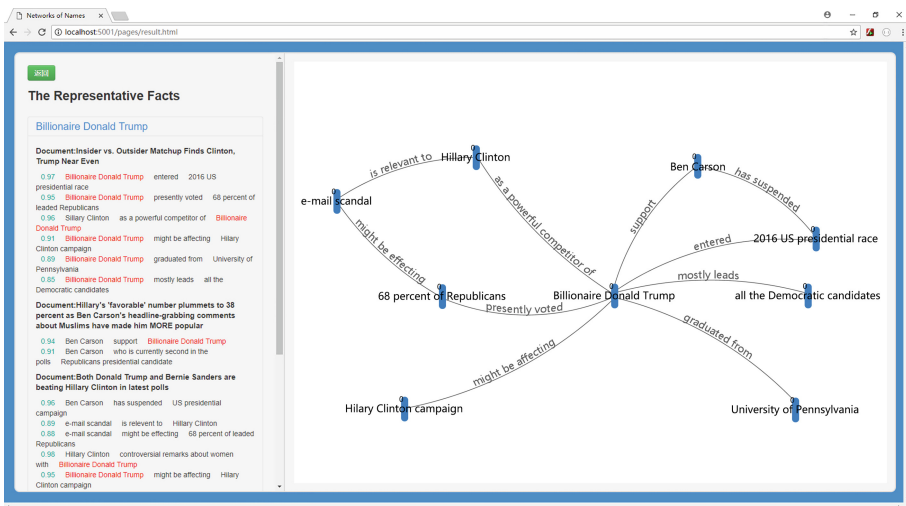 Networks of Names
localhost:5001/pages/result.html
返回
The Representative Facts
Billionaire Donald Trump
Document:Insider vs. Outsider Matchup Finds Clinton,
Trump Near Even
0.97 Billionaire Donald Trump entered 2016 US
presidential race
0.95 Billionaire Donald Trump presently voted 68 percent of
leaded Republicans
0.96 Sillary Clinton as a powerful competitor of Billionaire
Donald Trump
0.91 Billionaire Donald Trump might be affecting Hilary
Clinton campaign
0.89 Billionaire Donald Trump graduated from University of
Pennsylvania
0.85 Billionaire Donald Trump mostly leads all the
Democratic candidates
Document:Hillary's 'favorable' number plummets to 38
percent as Ben Carson's headline-grabbing comments
about Muslims have made him MORE popular
0.94 Ben Carson support Billionaire Donald Trump
0.91 Ben Carson who is currently second in the
polls Republicans presidential candidate
Document:Both Donald Trump and Bernie Sanders are
beating Hillary Clinton in latest polls
0.96 Ben Carson has suspended US presidential
campaign
0.89 e-mail scandal is relevent to Hillary Clinton
0.88 e-mail scandal might be effecting 68 percent of leaded
Republicans
0.98 Hillary Clinton controversial remarks about women
with Billionaire Donald Trump
0.95 Billionaire Donald Trump might be affecting Hilary
Clinton campaign
0
Hillary Clinton
is relevant to
0
Ben Carson
has suspended
0
e-mail scandal
as a powerful competitor of
support
0
2016 US presidential race
might be effecting
entered
mostly leads
0
68 percent of Republicans
0
Billionaire Donald Trump
0
all the Democratic candidates
presently voted
graduated from
might be affecting
0
Hilary Clinton campaign
0
University of Pennsylvania